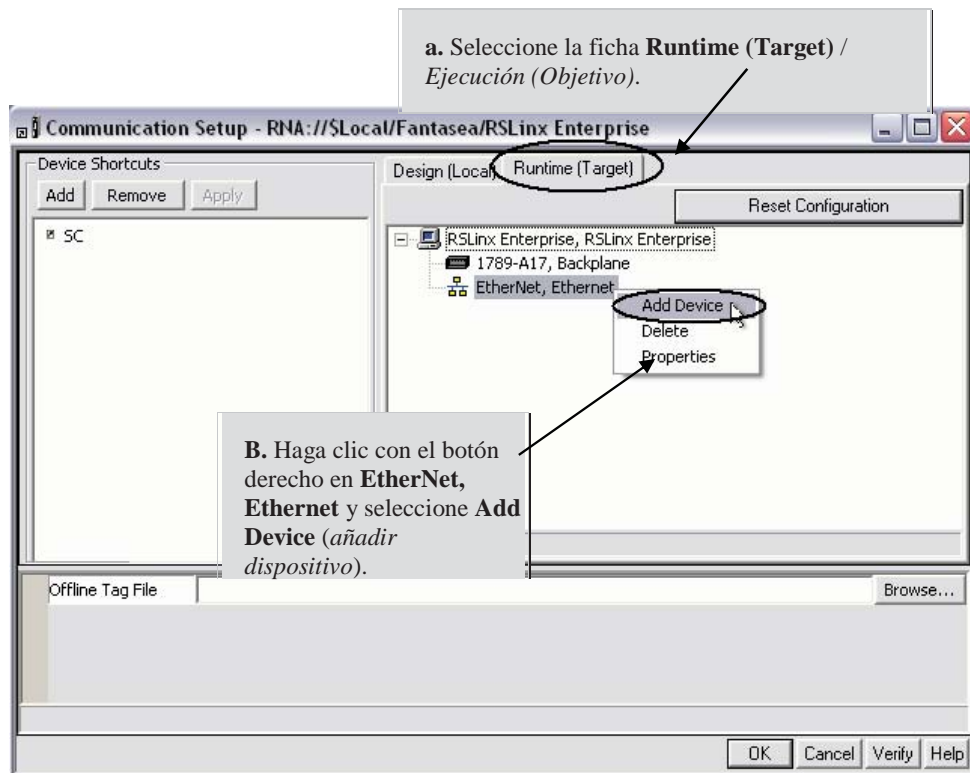 a. Seleccione la ficha Runtime (Target) /
Ejecución (Objetivo).
Communication Setup - RNA://$Local/Fantasea/RSLinx Enterprise
Device Shortcuts
Add Remove Apply
SC
Design (Local) Runtime (Target)
Reset Configuration
RSLinx Enterprise, RSLinx Enterprise
1789-A17, Backplane
EtherNet, Ethernet
Add Device
Delete
Properties
B. Haga clic con el botón
derecho en EtherNet,
Ethernet y seleccione Add
Device (añadir
dispositivo).
Offline Tag File
Browse...
OK Cancel Verify Help